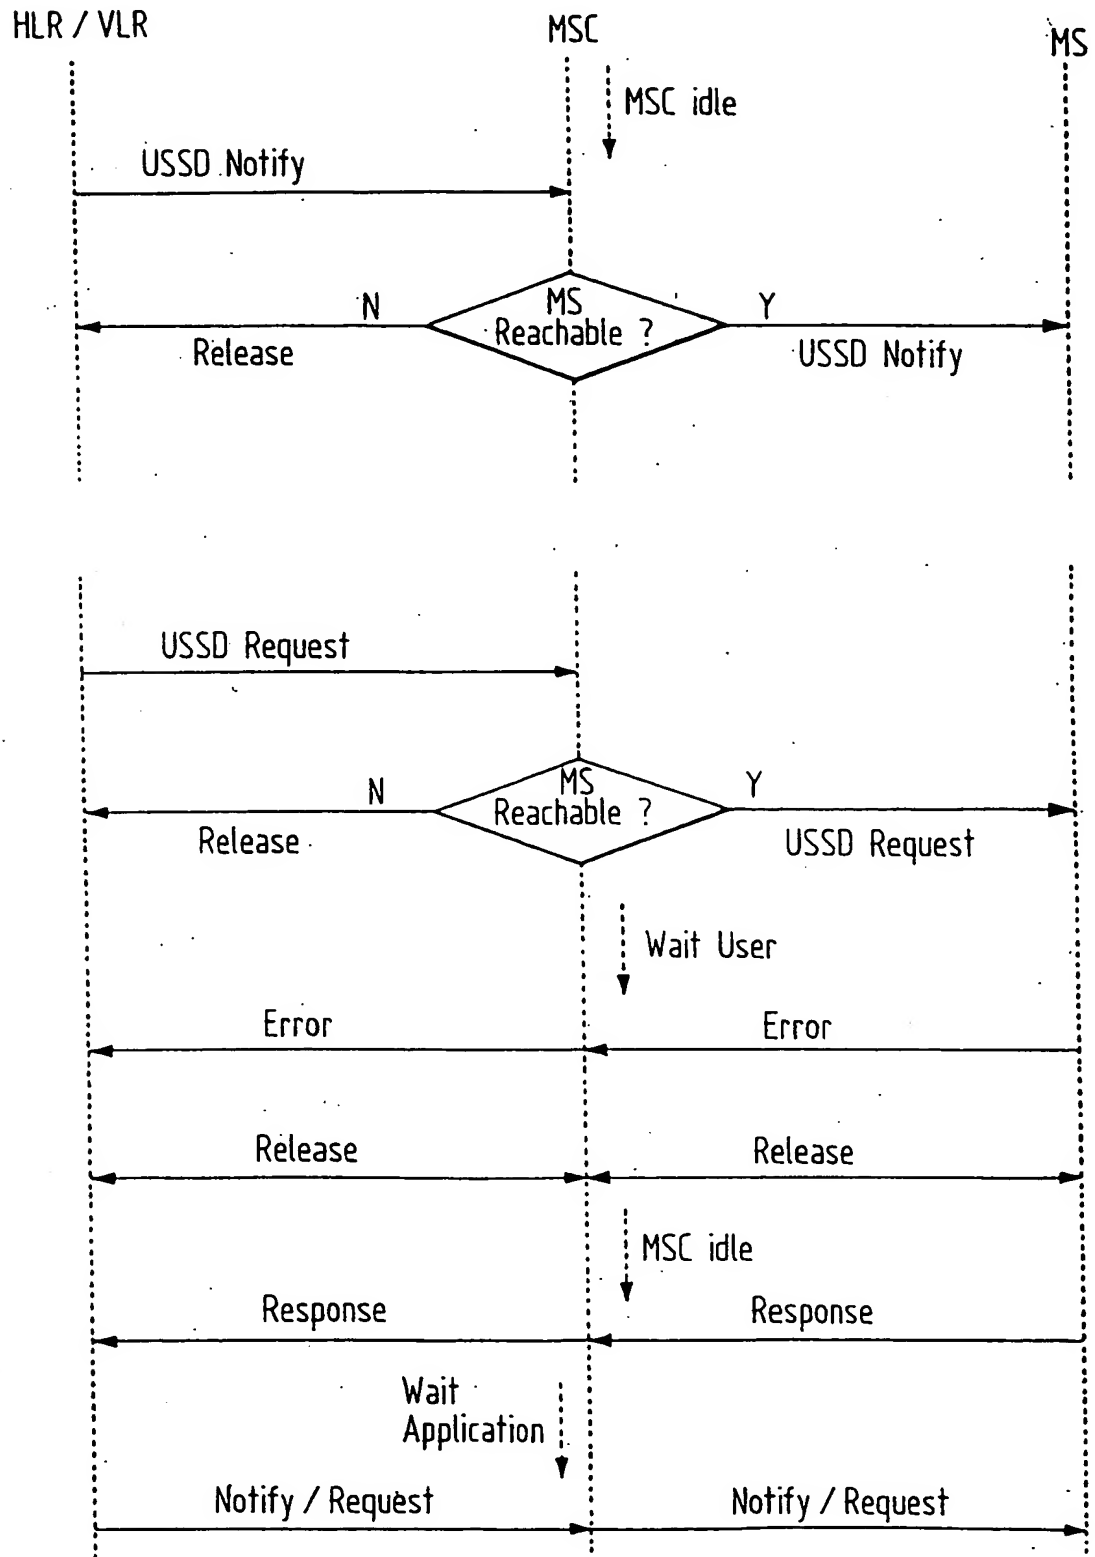 HLR / VLR
MSC
MS
MSC idle
USSD Notify
N
MS
Reachable ?
Y
Release
USSD Notify
USSD Request
N
MS
Reachable ?
Y
Release
USSD Request
Wait User
Error
Error
Release
Release
MSC idle
Response
Response
Wait
Application
Notify / Request
Notify / Request